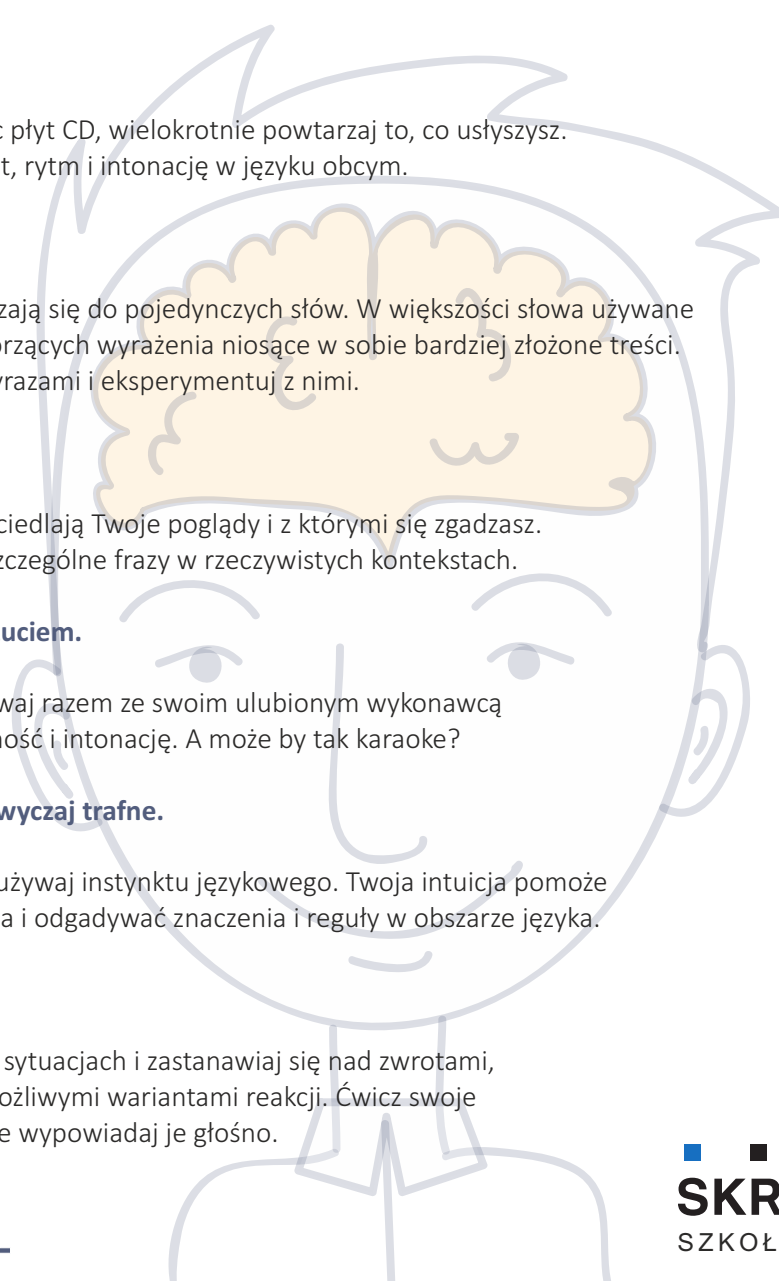 c płyt CD, wielokrotnie powtarzaj to, co usłyszysz.
t, rytm i intonację w języku obcym.
zają się do pojedynczych słów. W większości słowa używane
orzących wyrażenia niosące w sobie bardziej złożone treści.
yrazami i eksperymentuj z nimi.
ciedlają Twoje poglądy i z którymi się zgadzasz.
zczególne frazy w rzeczywistych kontekstach.
uciem.
waj razem ze swoim ulubionym wykonawcą
ność i intonację. A może by tak karaoke?
wyczaj trafne.
używaj instynktu językowego. Twoja intuicja pomoże
a i odgadywać znaczenia i reguły w obszarze języka.
sytuacjach i zastanawiaj się nad zwrotami,
ożliwymi wariantami reakcji. Ćwicz swoje
e wypowiadaj je głośno.
SKR
SZKOŁ